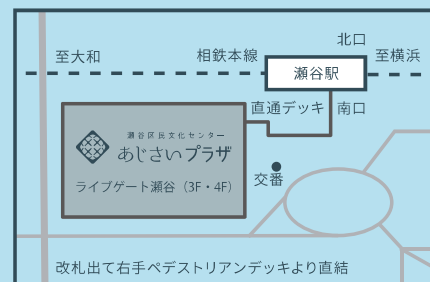 北口
至大和
相鉄本線
至横浜
瀬谷駅
直通デッキ
南口
瀬谷区民文化センター
あじさいプラザ
ライブゲート瀬谷（3F・4F）
交番
改札出て右手ペデストリアンデッキより直結